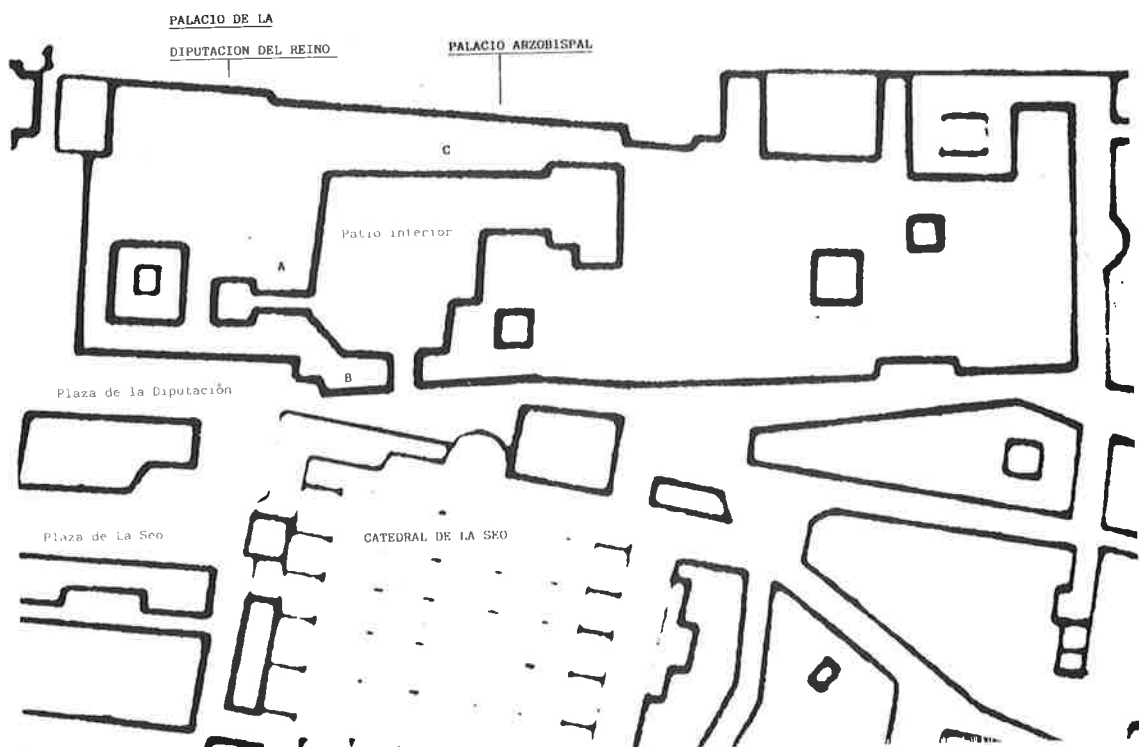 PALACIO DE LA
DIPUTACION DEL REINO
PALACIO ARZOBISPAL
C
Patio interior
A
B
Plaza de la Diputación
Plaza de La Seo
CATEDRAL DE LA SEO